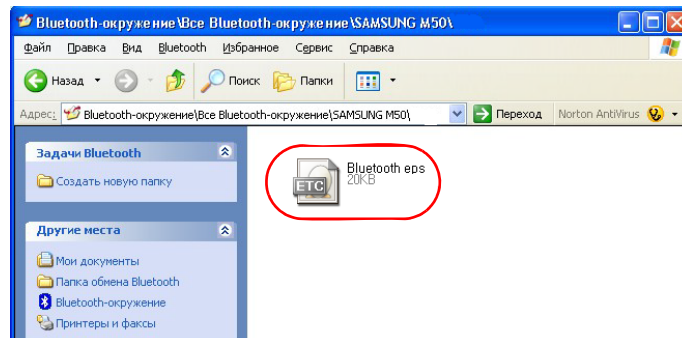 Bluetooth-окружение\Все Bluetooth-окружение\SAMSUNG M50\
Файл Правка Вид Bluetooth Избранное Сервис Справка
Назад Поиск Папки
Адрес: Bluetooth-окружение\Все Bluetooth-окружение\SAMSUNG M50\ Переход Norton AntiVirus
Задачи Bluetooth
Создать новую папку
Другие места
Мои документы
Папка обмена Bluetooth
Bluetooth-окружение
Принтеры и факсы
ETC
Bluetooth eps
20KB